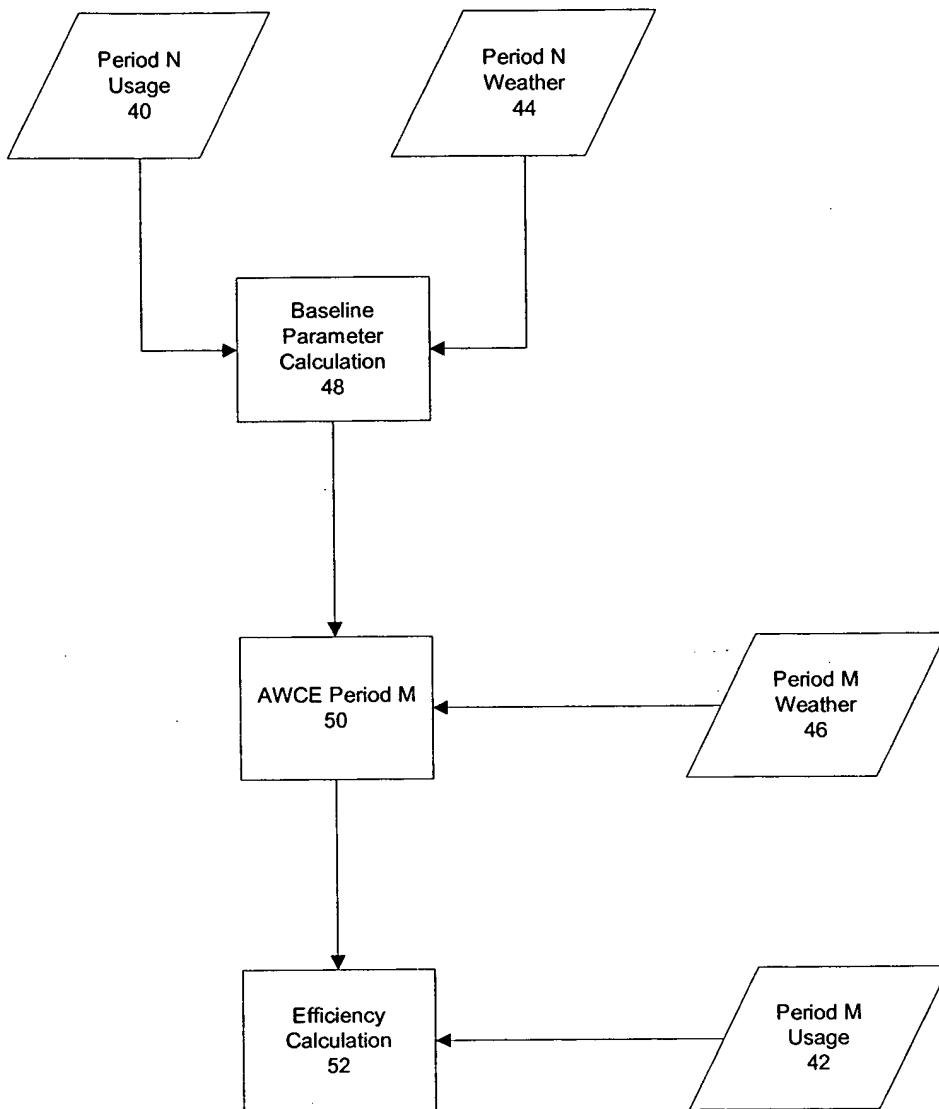 Period N
Usage
40
Period N
Weather
44
Baseline
Parameter
Calculation
48
AWCE Period M
50
Period M
Weather
46
Efficiency
Calculation
52
Period M
Usage
42